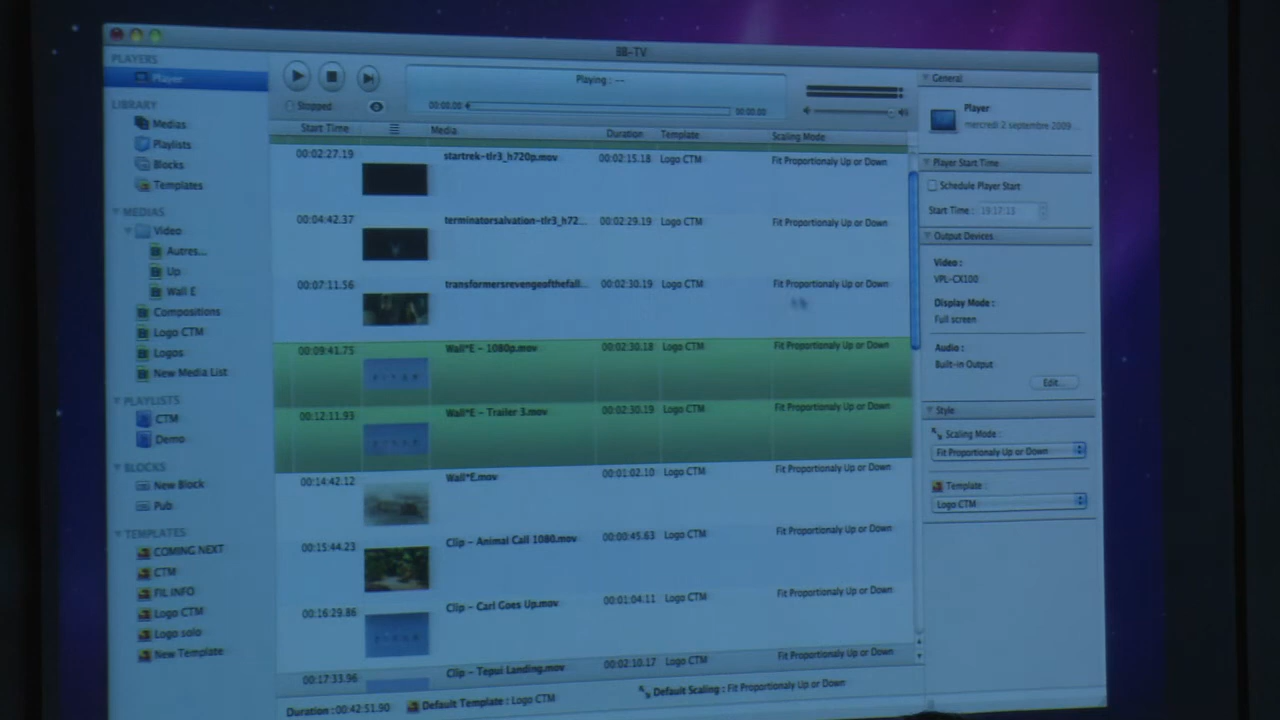 BB-TV
PLAYERS
Player
LIBRARY
Medias
Playlists
Blocks
Templates
MEDIAS
Video
Autres...
Up
Wall E
Compositions
Logo CTM
Logos
New Media List
PLAYLISTS
CTM
Demo
BLOCKS
New Block
Pub
TEMPLATES
COMING NEXT
CTM
FIL INFO
Logo CTM
Logo solo
New Template
Playing : --
Stopped
00:00.00
00:00.00
Start Time Media Duration Template Scaling Mode
00:02:27.19 startrek-tlr3_h720p.mov 00:02:15.18 Logo CTM Fit Proportionaly Up or Down
00:04:42.37 terminatorsalvation-tlr3_h72... 00:02:29.19 Logo CTM Fit Proportionaly Up or Down
00:07:11.56 transformersrevengeofthefall... 00:02:30.19 Logo CTM Fit Proportionaly Up or Down
00:09:41.75 Wall*E - 1080p.mov 00:02:30.18 Logo CTM Fit Proportionaly Up or Down
00:12:11.93 Wall*E - Trailer 3.mov 00:02:30.19 Logo CTM Fit Proportionaly Up or Down
00:14:42.12 Wall*E.mov 00:01:02.10 Logo CTM Fit Proportionaly Up or Down
00:15:44.23 Clip - Animal Call 1080.mov 00:00:45.63 Logo CTM Fit Proportionaly Up or Down
00:16:29.86 Clip - Carl Goes Up.mov 00:01:04.11 Logo CTM Fit Proportionaly Up or Down
00:17:33.96 Clip - Tepui Landing.mov 00:02:10.17 Logo CTM Fit Proportionaly Up or Down
Duration : 00:42:51.90 Default Template : Logo CTM Default Scaling : Fit Proportionaly Up or Down
General
Player
mercredi 2 septembre 2009 ...
Player Start Time
Schedule Player Start
Start Time : 19:17:13
Output Devices
Video :
VPL-CX100
Display Mode :
Full screen
Audio :
Built-in Output
Edit...
Style
Scaling Mode :
Fit Proportionaly Up or Down
Template :
Logo CTM